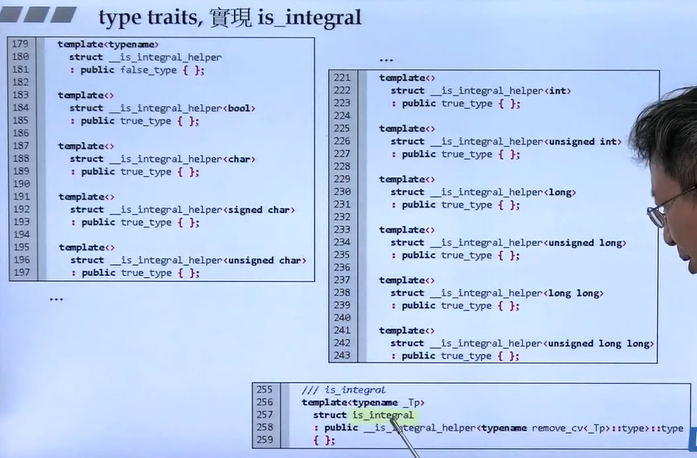 type traits, 實現 is_integral
179 template<typename>
180 struct __is_integral_helper
181 : public false_type { };
182
183 template<>
184 struct __is_integral_helper<bool>
185 : public true_type { };
186
187 template<>
188 struct __is_integral_helper<char>
189 : public true_type { };
190
191 template<>
192 struct __is_integral_helper<signed char>
193 : public true_type { };
194
195 template<>
196 struct __is_integral_helper<unsigned char>
197 : public true_type { };
...
...
221 template<>
222 struct __is_integral_helper<int>
223 : public true_type { };
224
225 template<>
226 struct __is_integral_helper<unsigned int>
227 : public true_type { };
228
229 template<>
230 struct __is_integral_helper<long>
231 : public true_type { };
232
233 template<>
234 struct __is_integral_helper<unsigned long>
235 : public true_type { };
236
237 template<>
238 struct __is_integral_helper<long long>
239 : public true_type { };
240
241 template<>
242 struct __is_integral_helper<unsigned long long>
243 : public true_type { };
255 /// is_integral
256 template<typename _Tp>
257 struct is_integral
258 : public __is_integral_helper<typename remove_cv<_Tp>::type>::type
259 { };